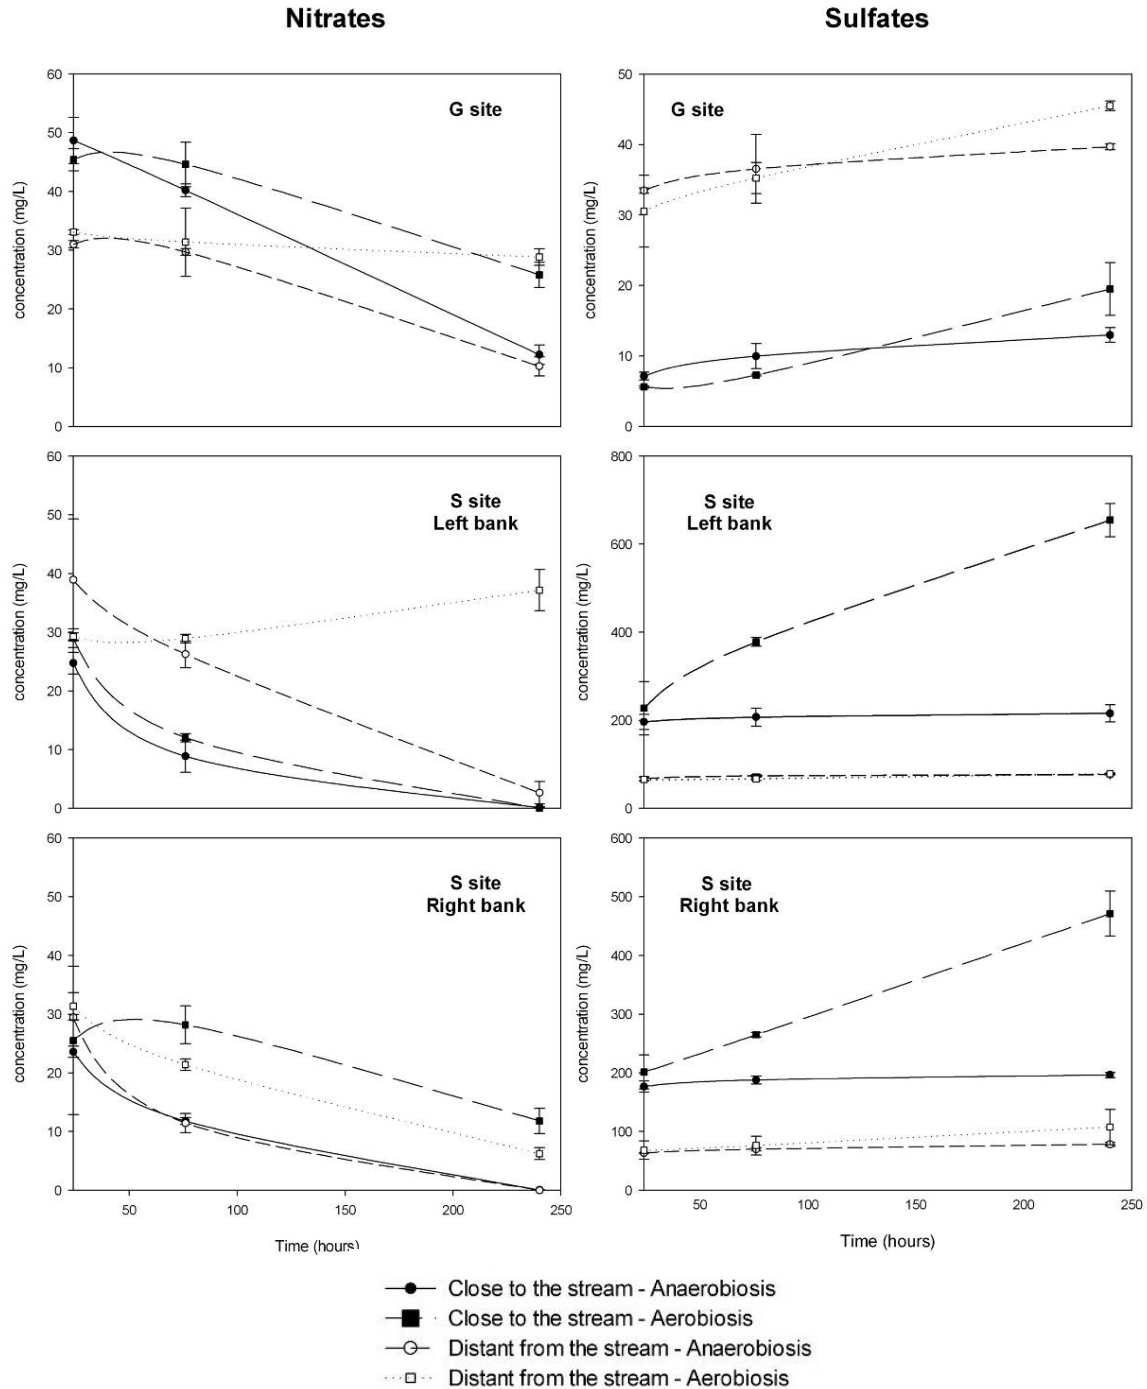 Nitrates
Sulfates
60
50
40
30
20
10
0
concentration (mg/L)
G site
50
40
30
20
10
0
concentration (mg/L)
G site
60
50
40
30
20
10
0
concentration (mg/L)
S site
Left bank
800
600
400
200
0
concentration (mg/L)
S site
Left bank
60
50
40
30
20
10
0
concentration (mg/L)
S site
Right bank
50
100
150
200
250
Time (hours)
600
500
400
300
200
100
0
concentration (mg/L)
S site
Right bank
50
100
150
200
250
Time (hours)
Close to the stream - Anaerobiosis
Close to the stream - Aerobiosis
Distant from the stream - Anaerobiosis
Distant from the stream - Aerobiosis